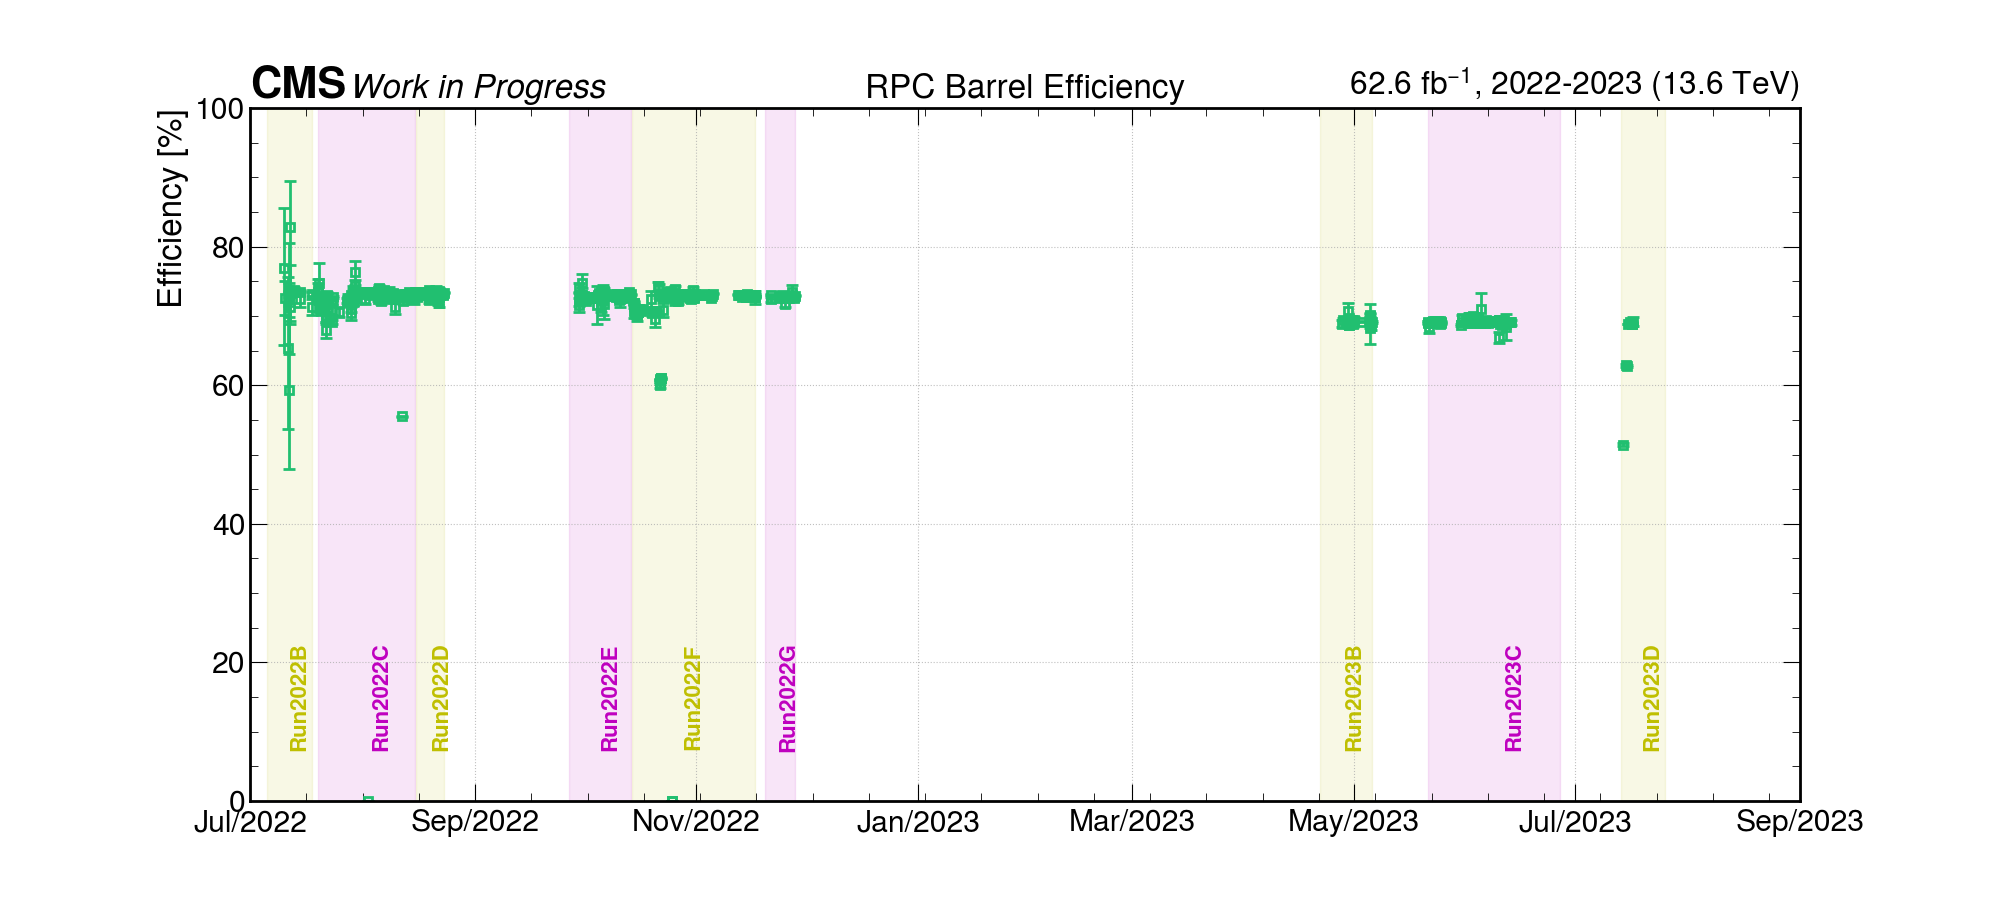 CMS Work in Progress RPC Barrel Efficiency 62.6 fb⁻¹, 2022-2023 (13.6 TeV)
Efficiency [%]
100
80
60
40
20
0
Run2022B
Run2022C
Run2022D
Run2022E
Run2022F
Run2022G
Run2023B
Run2023C
Run2023D
Jul/2022 Sep/2022 Nov/2022 Jan/2023 Mar/2023 May/2023 Jul/2023 Sep/2023